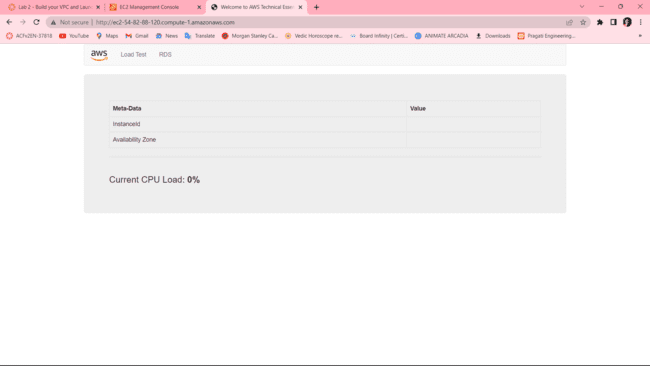 Lab 2 - Build your VPC and Laun
EC2 Management Console
Welcome to AWS Technical Esse
Not secure | http://ec2-54-82-88-120.compute-1.amazonaws.com
ACFv2EN-37816
YouTube
Maps
Gmail
News
Translate
Morgan Stanley Ca...
Vedic Horoscope re...
Board Infinity | Certi...
ANIMATE ARCADIA
Downloads
Pragati Engineering...
aws
Load Test
RDS
Meta-Data Value
InstanceId
Availability Zone
Current CPU Load: 0%